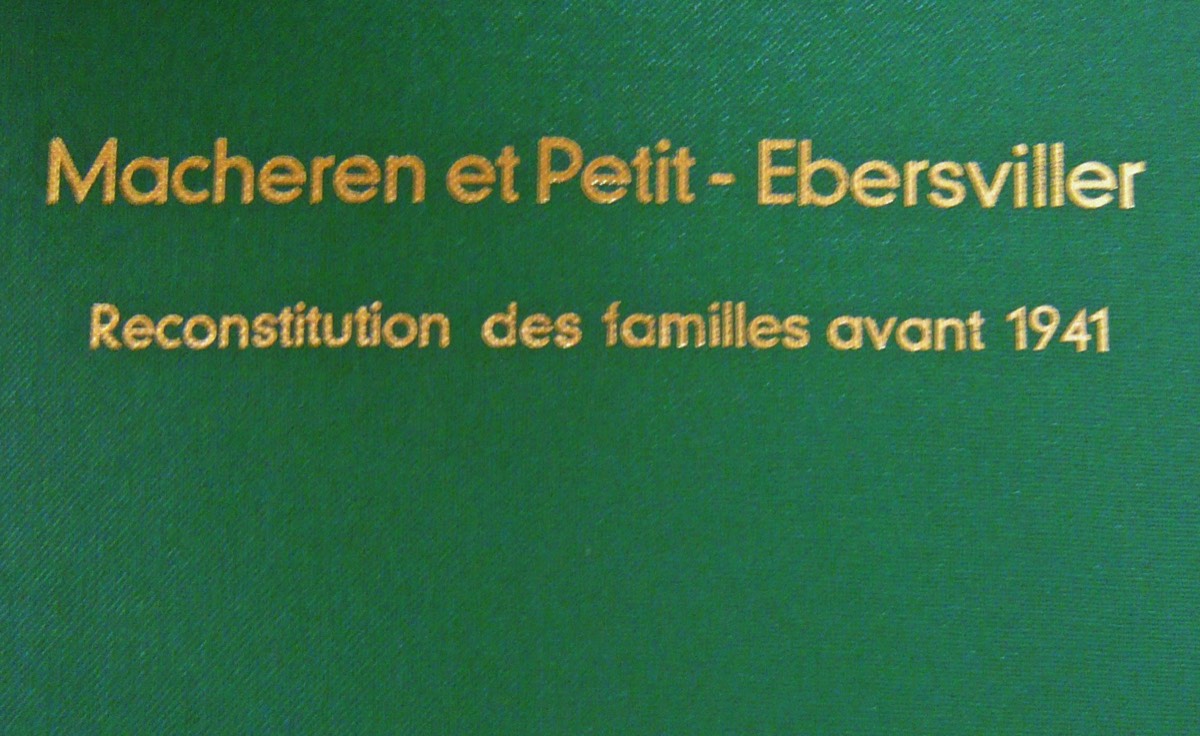 Macheren et Petit - Ebersviller
Reconstitution des familles avant 1941